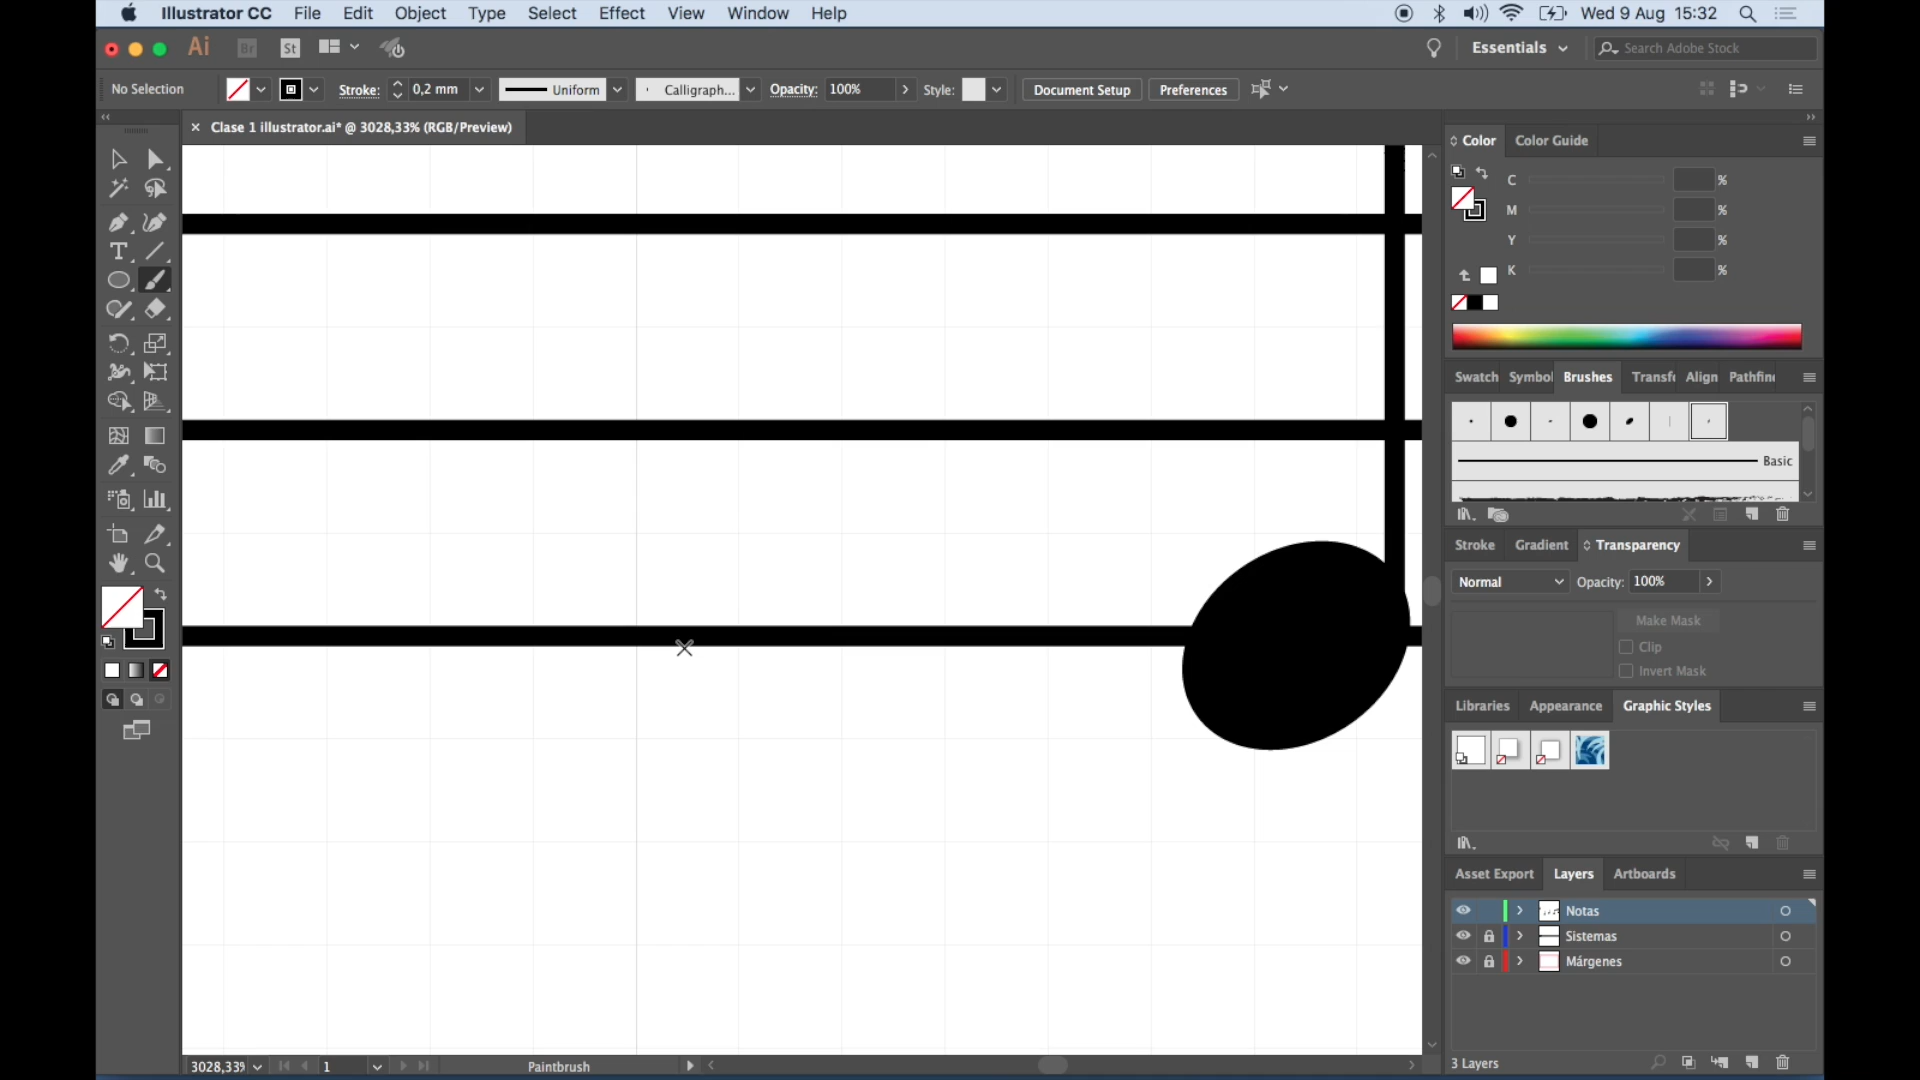 Illustrator CC File Edit Object Type Select Effect View Window Help Wed 9 Aug 15:32
Ai Br St Essentials Search Adobe Stock
No Selection Stroke: 0,2 mm Uniform Calligraph... Opacity: 100% Style: Document Setup Preferences
× Clase 1 illustrator.ai* @ 3028,33% (RGB/Preview)
Color Color Guide
C %
M %
Y %
K %
Swatch Symbol Brushes Transfo Align Pathfin
Basic
Stroke Gradient Transparency
Normal Opacity: 100%
Make Mask
Clip
Invert Mask
Libraries Appearance Graphic Styles
Asset Export Layers Artboards
Notas
Sistemas
Márgenes
3028,339 1 Paintbrush
3 Layers